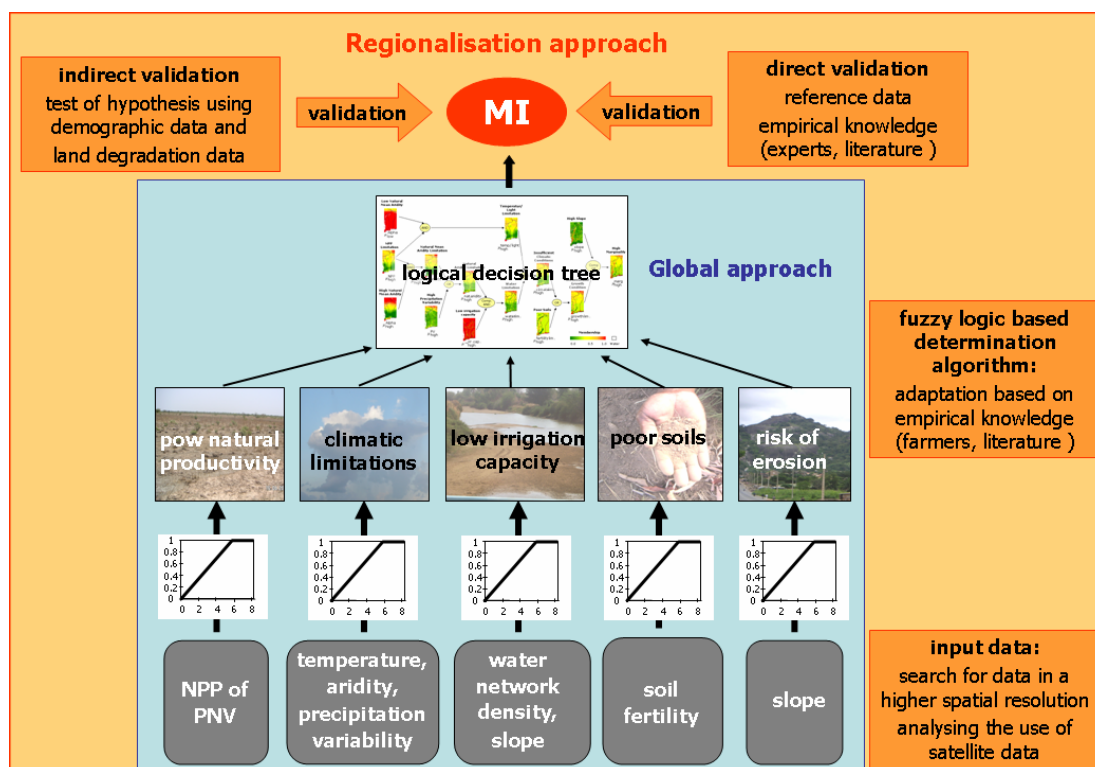 Regionalisation approach
indirect validation
test of hypothesis using
demographic data and
land degradation data
validation
MI
validation
direct validation
reference data
empirical knowledge
(experts, literature )
logical decision tree
Global approach
fuzzy logic based
determination
algorithm:
adaptation based on
empirical knowledge
(farmers, literature )
pow natural
productivity
climatic
limitations
low irrigation
capacity
poor soils
risk of
erosion
1
0.8
0.6
0.4
0.2
0
0 2 4 6 8
1
0.8
0.6
0.4
0.2
0
0 2 4 6 8
1
0.8
0.6
0.4
0.2
0
0 2 4 6 8
1
0.8
0.6
0.4
0.2
0
0 2 4 6 8
1
0.8
0.6
0.4
0.2
0
0 2 4 6 8
NPP of
PNV
temperature,
aridity,
precipitation
variability
water
network
density,
slope
soil
fertility
slope
input data:
search for data in a
higher spatial resolution
analysing the use of
satellite data